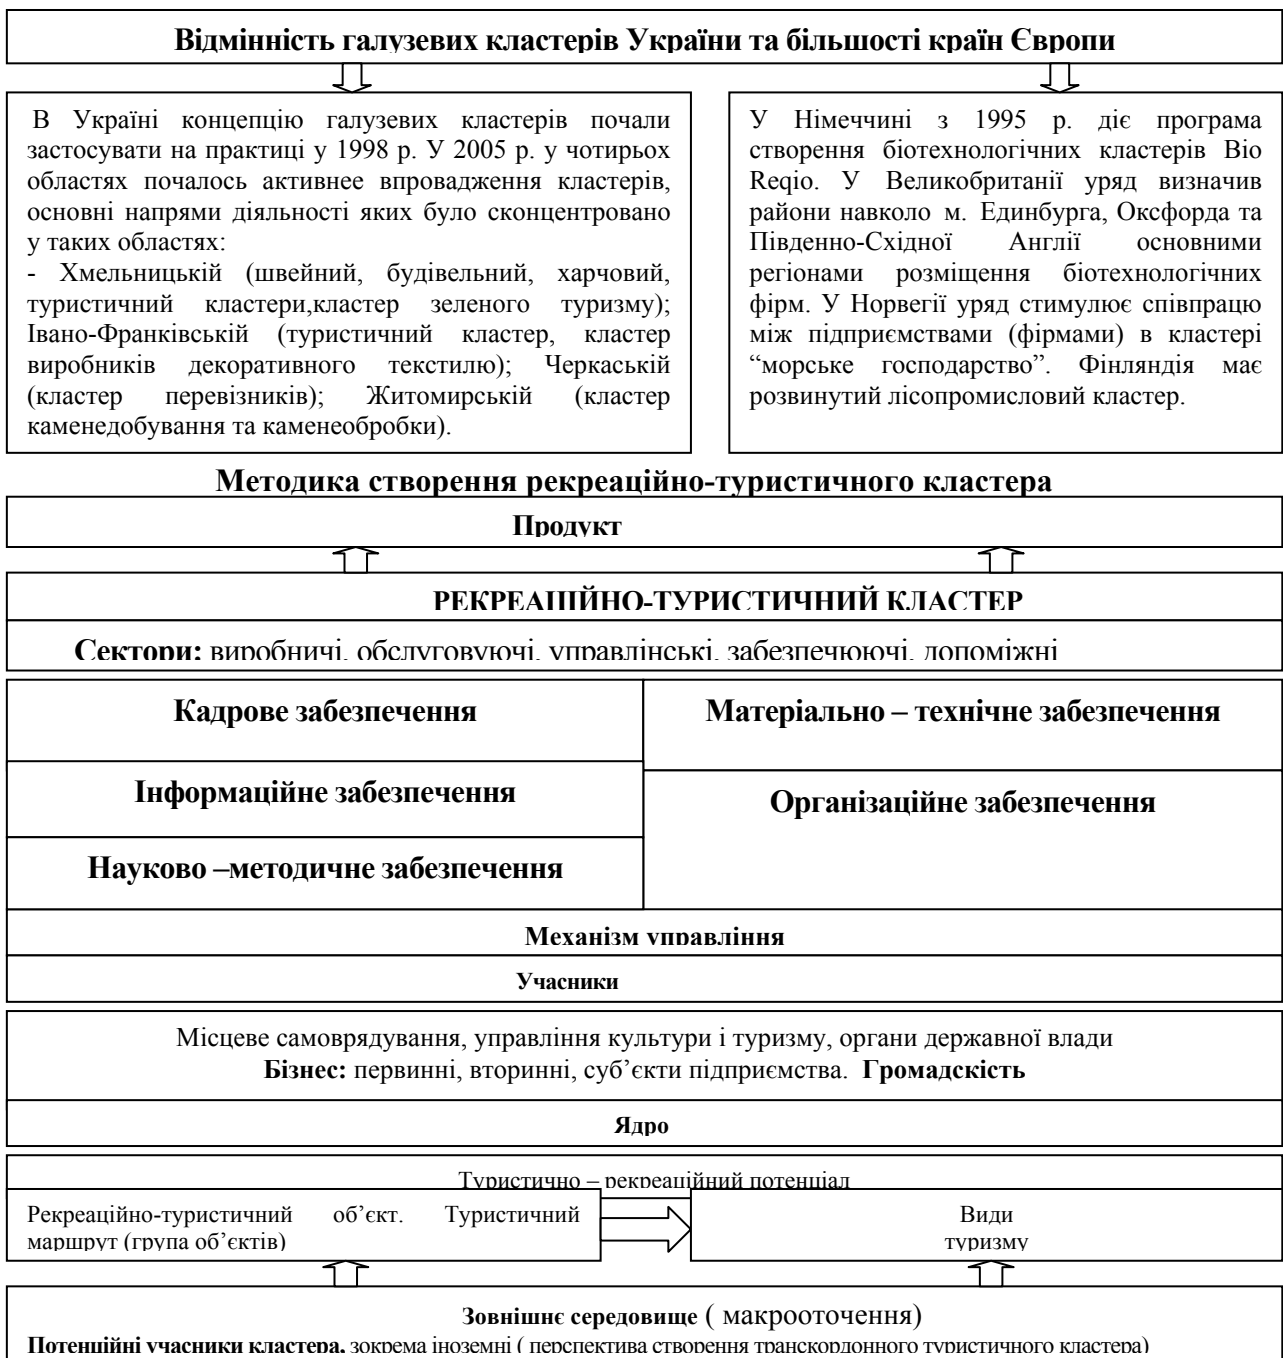 Відмінність галузевих кластерів України та більшості країн Європи
В Україні концепцію галузевих кластерів почали
застосувати на практиці у 1998 р. У 2005 р. у чотирьох
областях почалось активнее впровадження кластерів,
основні напрями діяльності яких було сконцентровано
у таких областях:
- Хмельницькій (швейний, будівельний, харчовий,
туристичний кластери,кластер зеленого туризму);
Івано-Франківській (туристичний кластер, кластер
виробників декоративного текстилю); Черкаській
(кластер перевізників); Житомирській (кластер
каменедобування та каменеобробки).
У Німеччині з 1995 р. діє програма
створення біотехнологічних кластерів Bio
Reqio. У Великобританії уряд визначив
райони навколо м. Единбурга, Оксфорда та
Південно-Східної Англії основними
регіонами розміщення біотехнологічних
фірм. У Норвегії уряд стимулює співпрацю
між підприємствами (фірмами) в кластері
“морське господарство”. Фінляндія має
розвинутий лісопромисловий кластер.
Методика створення рекреаційно-туристичного кластера
Продукт
РЕКРЕАЦІЙНО-ТУРИСТИЧНИЙ КЛАСТЕР
Сектори: виробничі, обслуговуючі, управлінські, забезпечюючі, допоміжні
Кадрове забезпечення
Матеріально – технічне забезпечення
Інформаційне забезпечення
Організаційне забезпечення
Науково –методичне забезпечення
Механізм управління
Учасники
Місцеве самоврядування, управління культури і туризму, органи державної влади
Бізнес: первинні, вторинні, суб’єкти підприємства. Громадскість
Ядро
Туристично – рекреаційний потенціал
Рекреаційно-туристичний об’єкт. Туристичний
маршрут (група об’єктів)
Види
туризму
Зовнішнє середовище ( макрооточення)
Потенційні учасники кластера, зокрема іноземні ( перспектива створення транскордонного туристичного кластера)